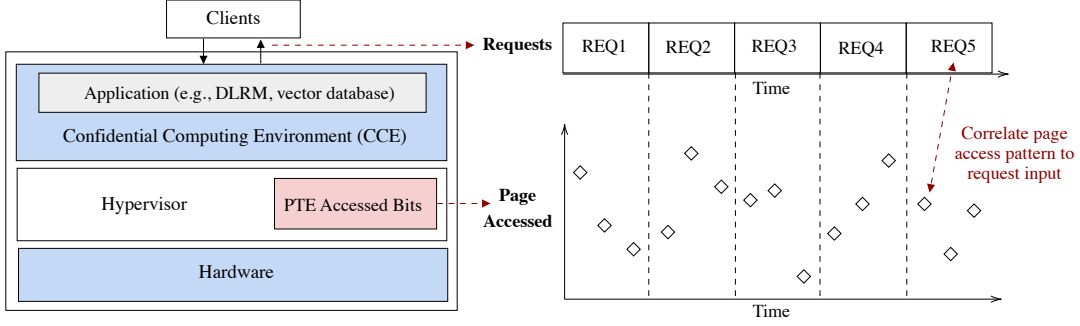 Clients
Application (e.g., DLRM, vector database)
Confidential Computing Environment (CCE)
Hypervisor
PTE Accessed Bits
Hardware
Requests
Page
Accessed
REQ1
REQ2
REQ3
REQ4
REQ5
Time
Correlate page
access pattern to
request input
Time